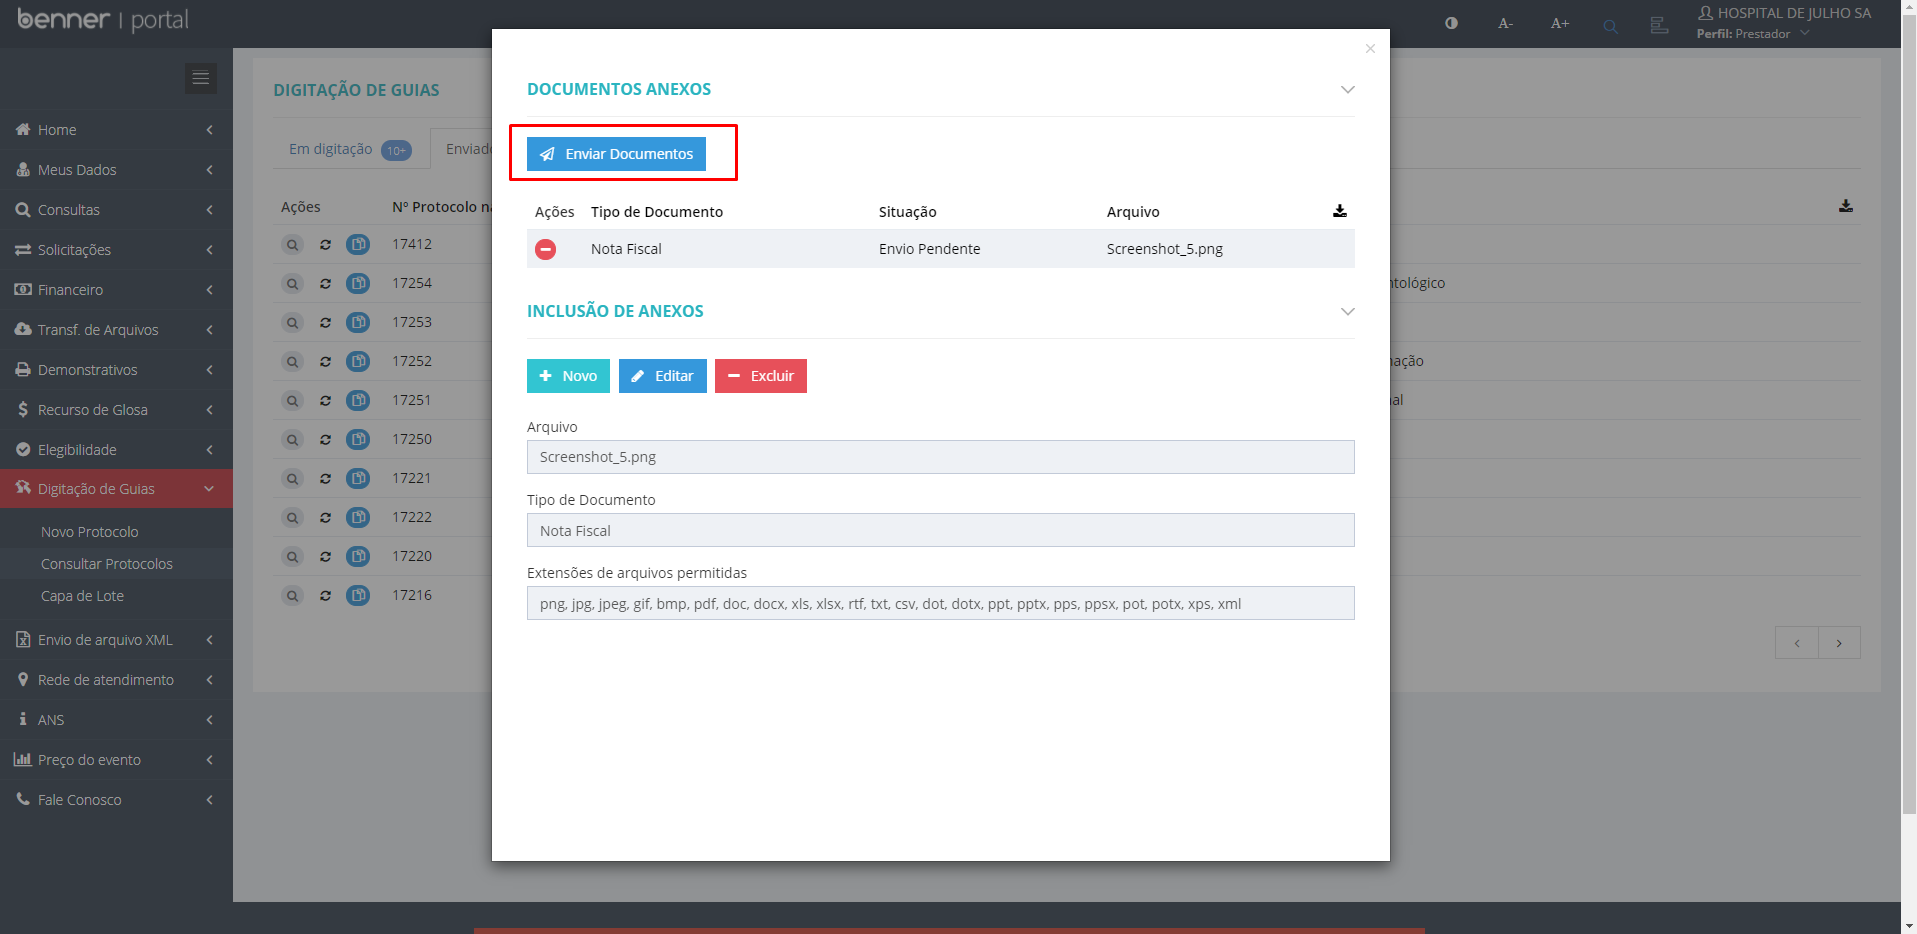 benner | portal
A-
A+
HOSPITAL DE JULHO SA
Perfil: Prestador
Home
Meus Dados
Consultas
Solicitações
Financeiro
Transf. de Arquivos
Demonstrativos
Recurso de Glosa
Elegibilidade
Digitação de Guias
Novo Protocolo
Consultar Protocolos
Capa de Lote
Envio de arquivo XML
Rede de atendimento
ANS
Preço do evento
Fale Conosco
DIGITAÇÃO DE GUIAS
Em digitação 10+
Enviado
Ações Nº Protocolo na
17412
17254
17253
17252
17251
17250
17221
17222
17220
17216
ntológico
nação
al
DOCUMENTOS ANEXOS
Enviar Documentos
Ações Tipo de Documento Situação Arquivo
Nota Fiscal Envio Pendente Screenshot_5.png
INCLUSÃO DE ANEXOS
Novo Editar Excluir
Arquivo
Screenshot_5.png
Tipo de Documento
Nota Fiscal
Extensões de arquivos permitidas
png, jpg, jpeg, gif, bmp, pdf, doc, docx, xls, xlsx, rtf, txt, csv, dot, dotx, ppt, pptx, pps, ppsx, pot, potx, xps, xml